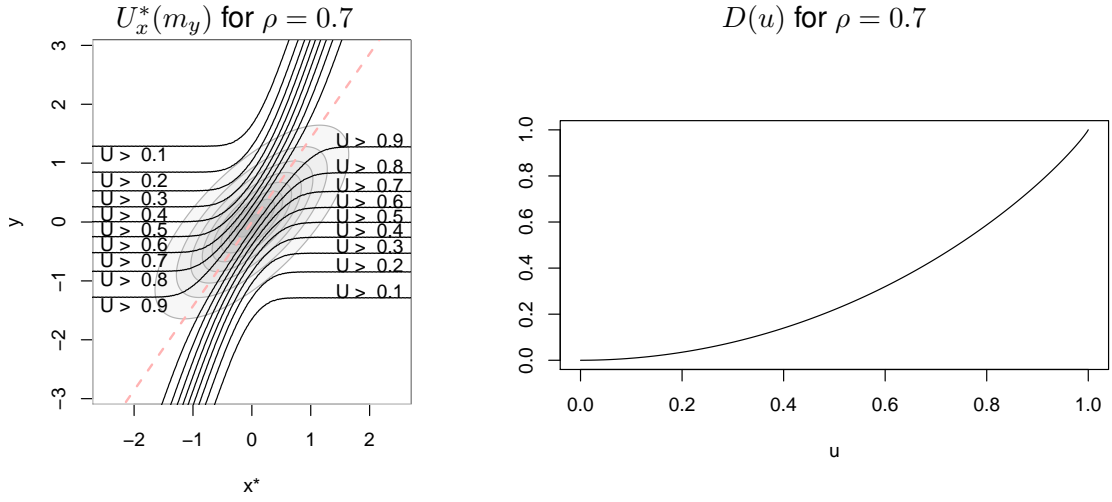 U*x(my) for ρ = 0.7
3
2
1
0
−1
−2
−3
y
U > 0.1
U > 0.2
U > 0.3
U > 0.4
U > 0.5
U > 0.6
U > 0.7
U > 0.8
U > 0.9
U > 0.9
U > 0.8
U > 0.7
U > 0.6
U > 0.5
U > 0.4
U > 0.3
U > 0.2
U > 0.1
−2 −1 0 1 2
x*
D(u) for ρ = 0.7
1.0
0.8
0.6
0.4
0.2
0.0
0.0 0.2 0.4 0.6 0.8 1.0
u